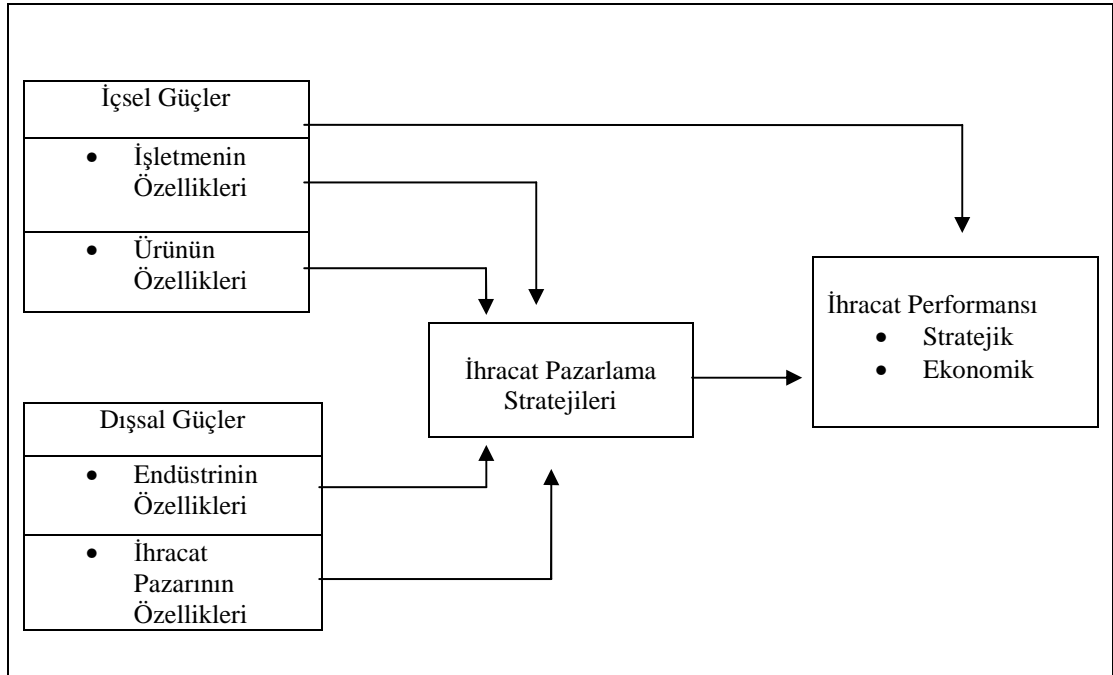 İçsel Güçler
• İşletmenin
Özellikleri
• Ürünün
Özellikleri
Dışsal Güçler
• Endüstrinin
Özellikleri
• İhracat
Pazarının
Özellikleri
İhracat Pazarlama
Stratejileri
İhracat Performansı
• Stratejik
• Ekonomik